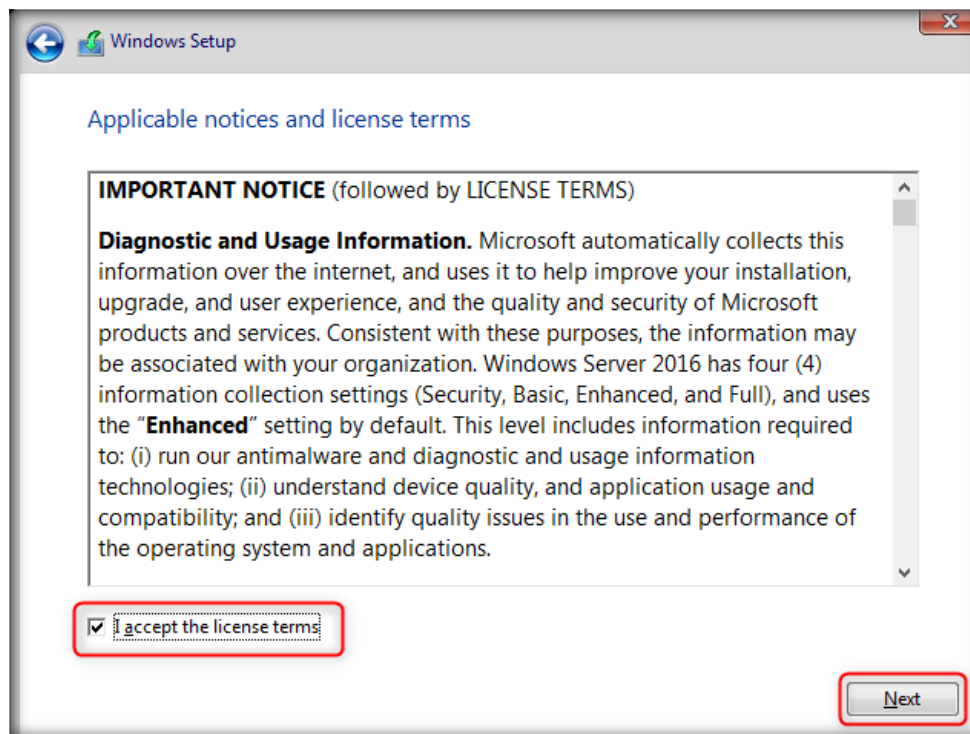 Windows Setup
Applicable notices and license terms
IMPORTANT NOTICE (followed by LICENSE TERMS)
Diagnostic and Usage Information. Microsoft automatically collects this
information over the internet, and uses it to help improve your installation,
upgrade, and user experience, and the quality and security of Microsoft
products and services. Consistent with these purposes, the information may
be associated with your organization. Windows Server 2016 has four (4)
information collection settings (Security, Basic, Enhanced, and Full), and uses
the “Enhanced” setting by default. This level includes information required
to: (i) run our antimalware and diagnostic and usage information
technologies; (ii) understand device quality, and application usage and
compatibility; and (iii) identify quality issues in the use and performance of
the operating system and applications.
I accept the license terms
Next